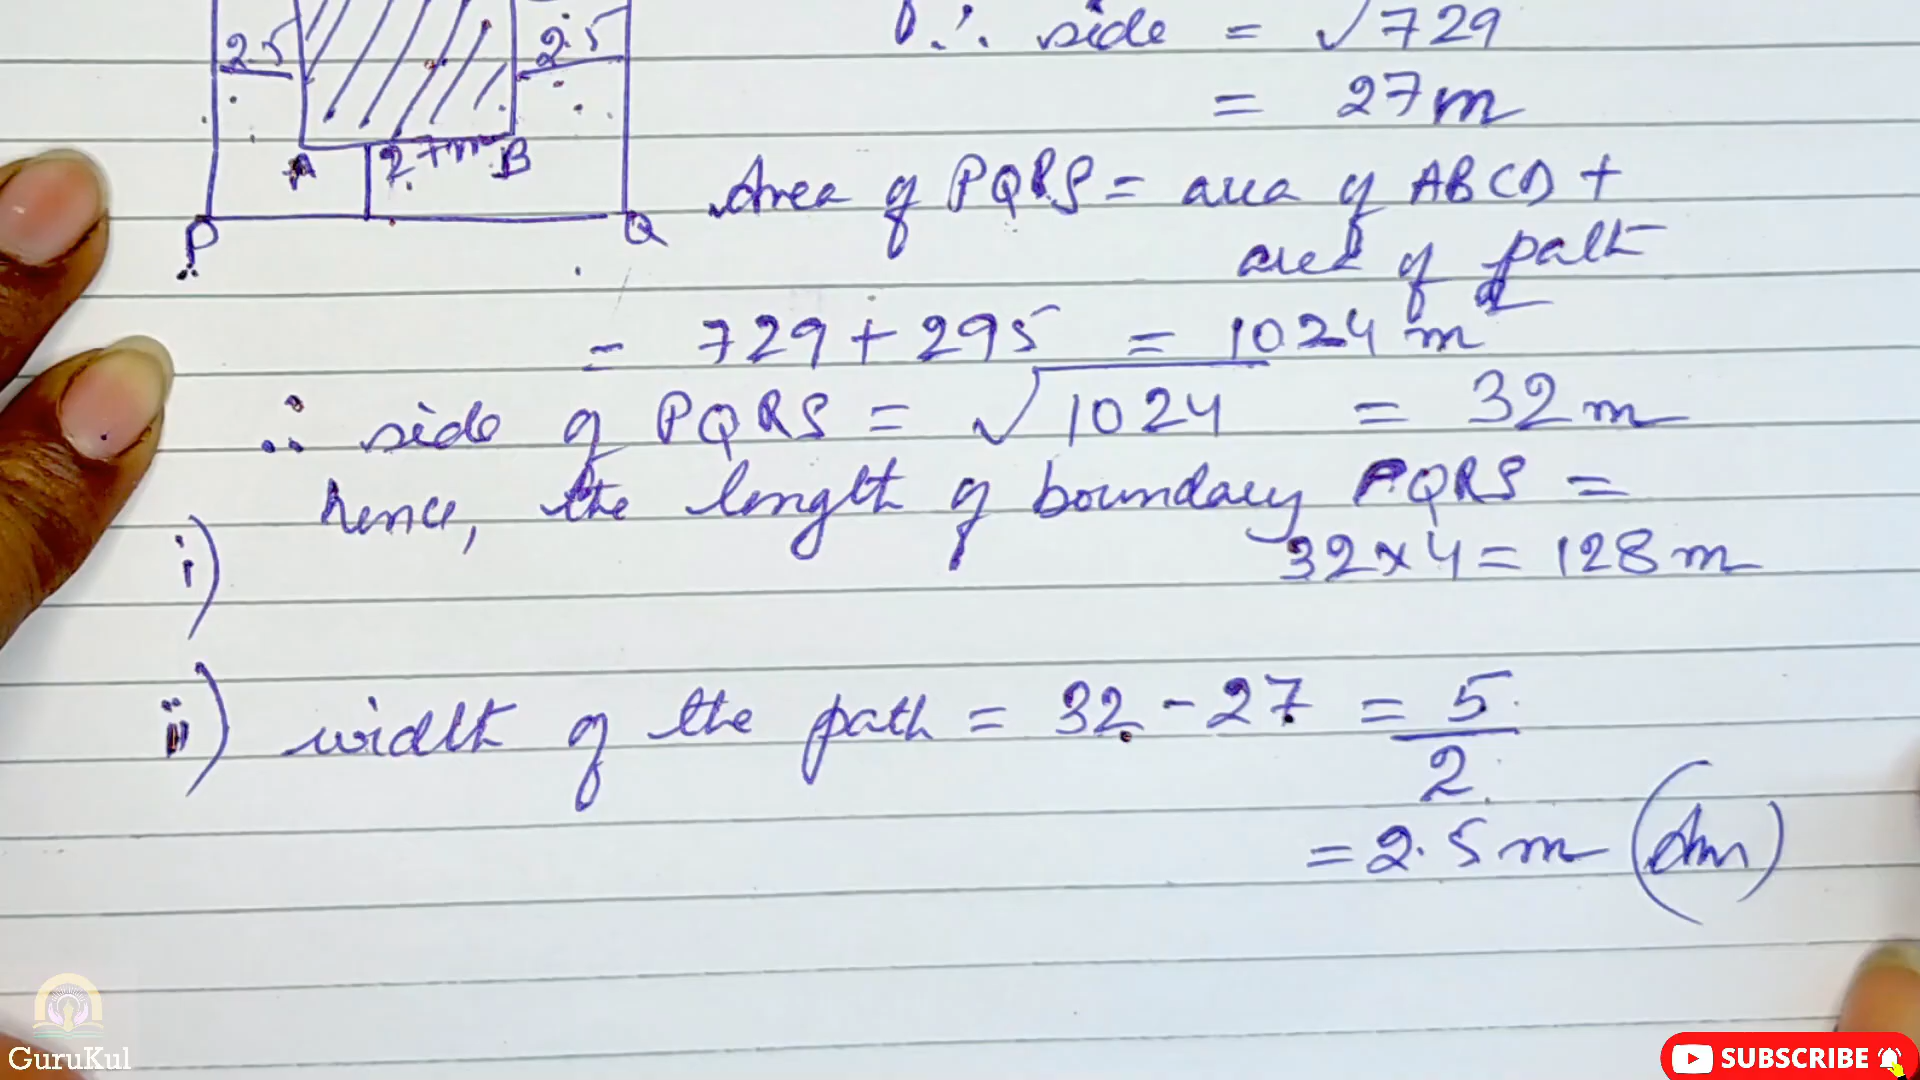 2.5
2.5
∴ side = √729
= 27m
A 27m B
P Q
Area of PQRS = area of ABCD +
area of path
= 729 + 295 = 1024 m²
∴ side of PQRS = √1024 = 32 m
hence, the length of boundary PQRS =
i)
32 × 4 = 128 m
ii) width of the path = 32 - 27 = 5/2
= 2.5 m (Ans)
GuruKul
SUBSCRIBE